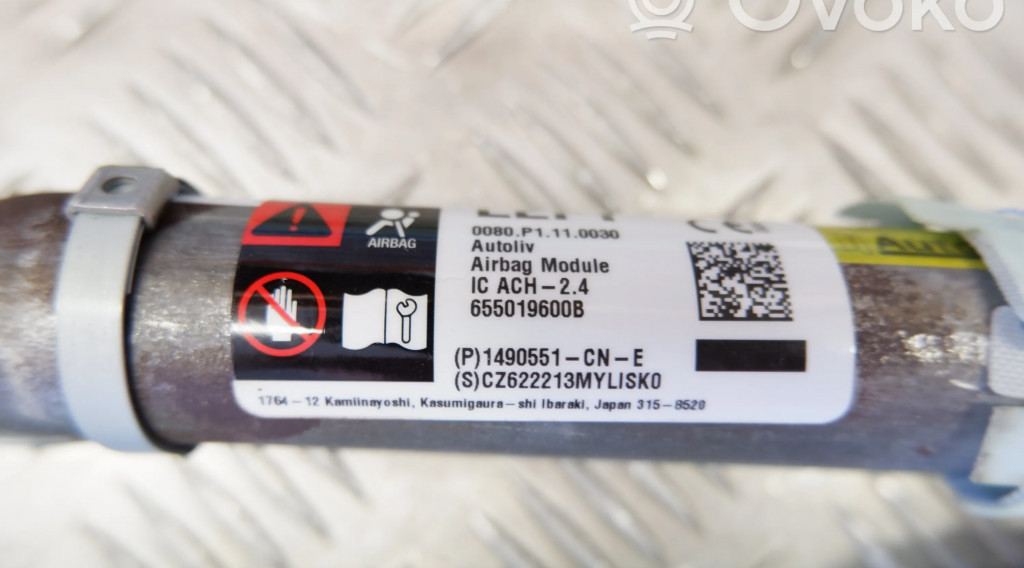 Ovoko
LEFT
0080.P1.11.0030
Autoliv
Airbag Module
IC ACH-2.4
655019600B
AIRBAG
(P)1490551-CN-E
(S)CZ622213MYLISK0
1764-12 Kamiinayoshi, Kasumigaura-shi Ibaraki, Japan 315-8520